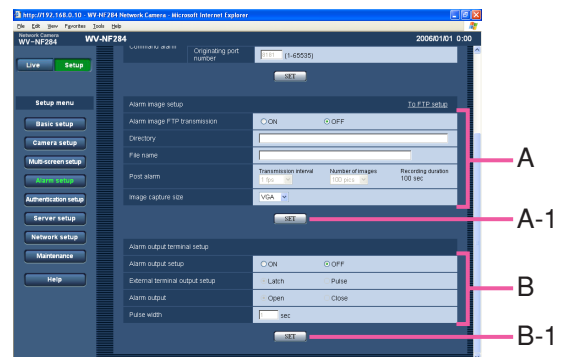 http://192.168.0.10 - WV-NF284 Network Camera - Microsoft Internet Explorer
File Edit View Favorites Tools Help
Network Camera
WV-NF284
WV-NF284
2006/01/01 0:00
Live Setup
Command alarm
Originating port number
(1-65535)
SET
Setup menu
Basic setup
Camera setup
Multi-screen setup
Alarm setup
Authentication setup
Server setup
Network setup
Maintenance
Help
Alarm image setup To FTP setup
Alarm image FTP transmission ON OFF
Directory
File name
Post alarm
Transmission interval Number of images Recording duration
1 fps 100 pics 100 sec
Image capture size VGA
SET
Alarm output terminal setup
Alarm output setup ON OFF
External terminal output setup Latch Pulse
Alarm output Open Close
Pulse width 1 sec
SET
A
A-1
B
B-1